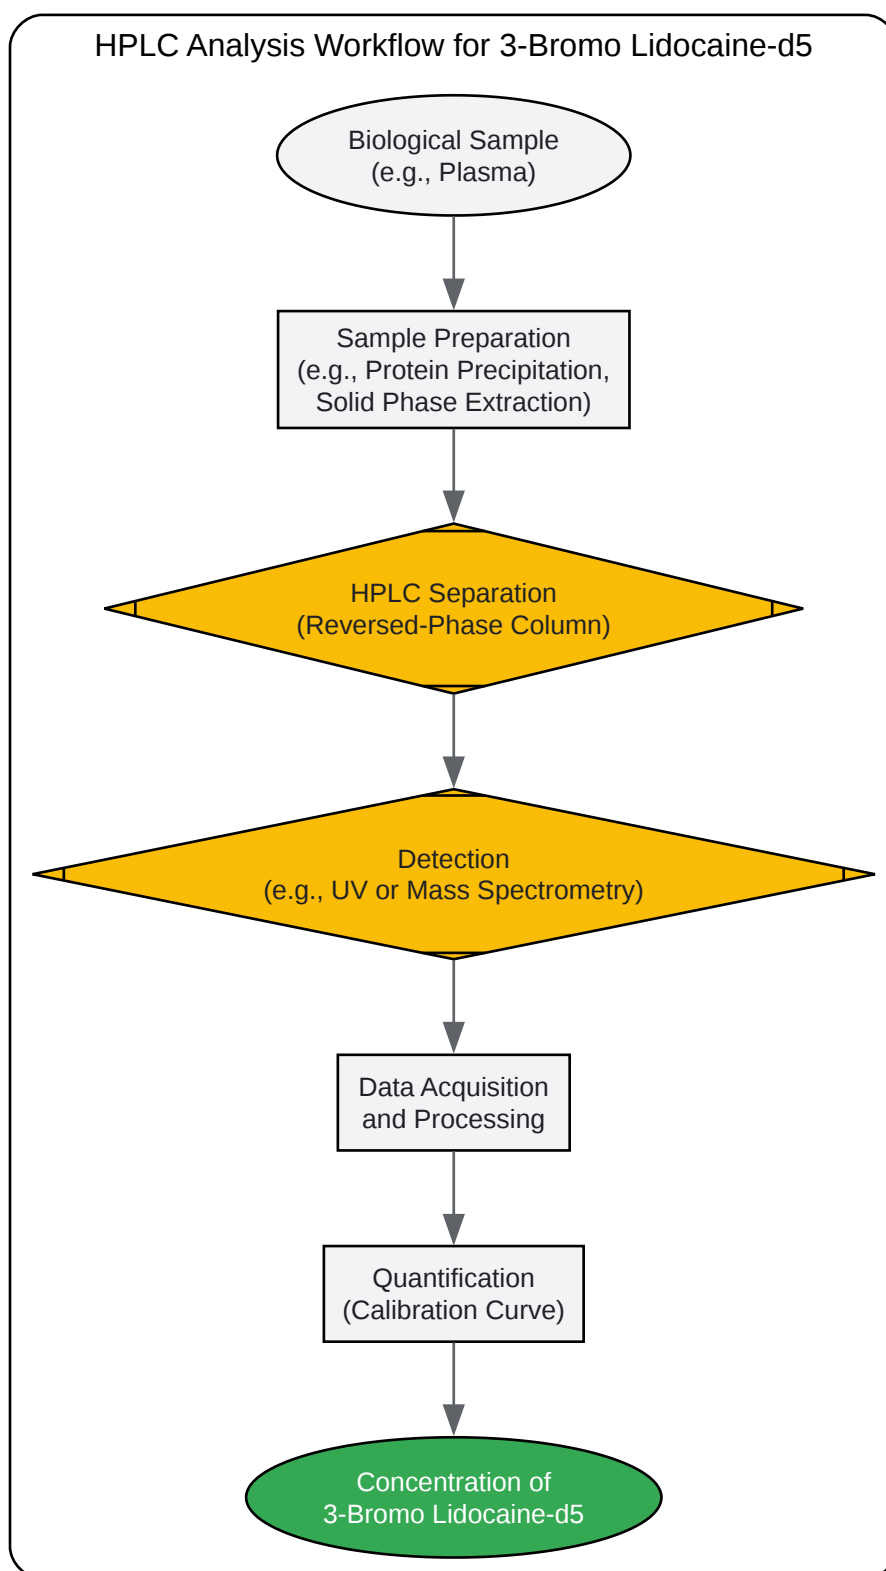 HPLC Analysis Workflow for 3-Bromo Lidocaine-d5
Biological Sample
(e.g., Plasma)
Sample Preparation
(e.g., Protein Precipitation,
Solid Phase Extraction)
HPLC Separation
(Reversed-Phase Column)
Detection
(e.g., UV or Mass Spectrometry)
Data Acquisition
and Processing
Quantification
(Calibration Curve)
Concentration of
3-Bromo Lidocaine-d5